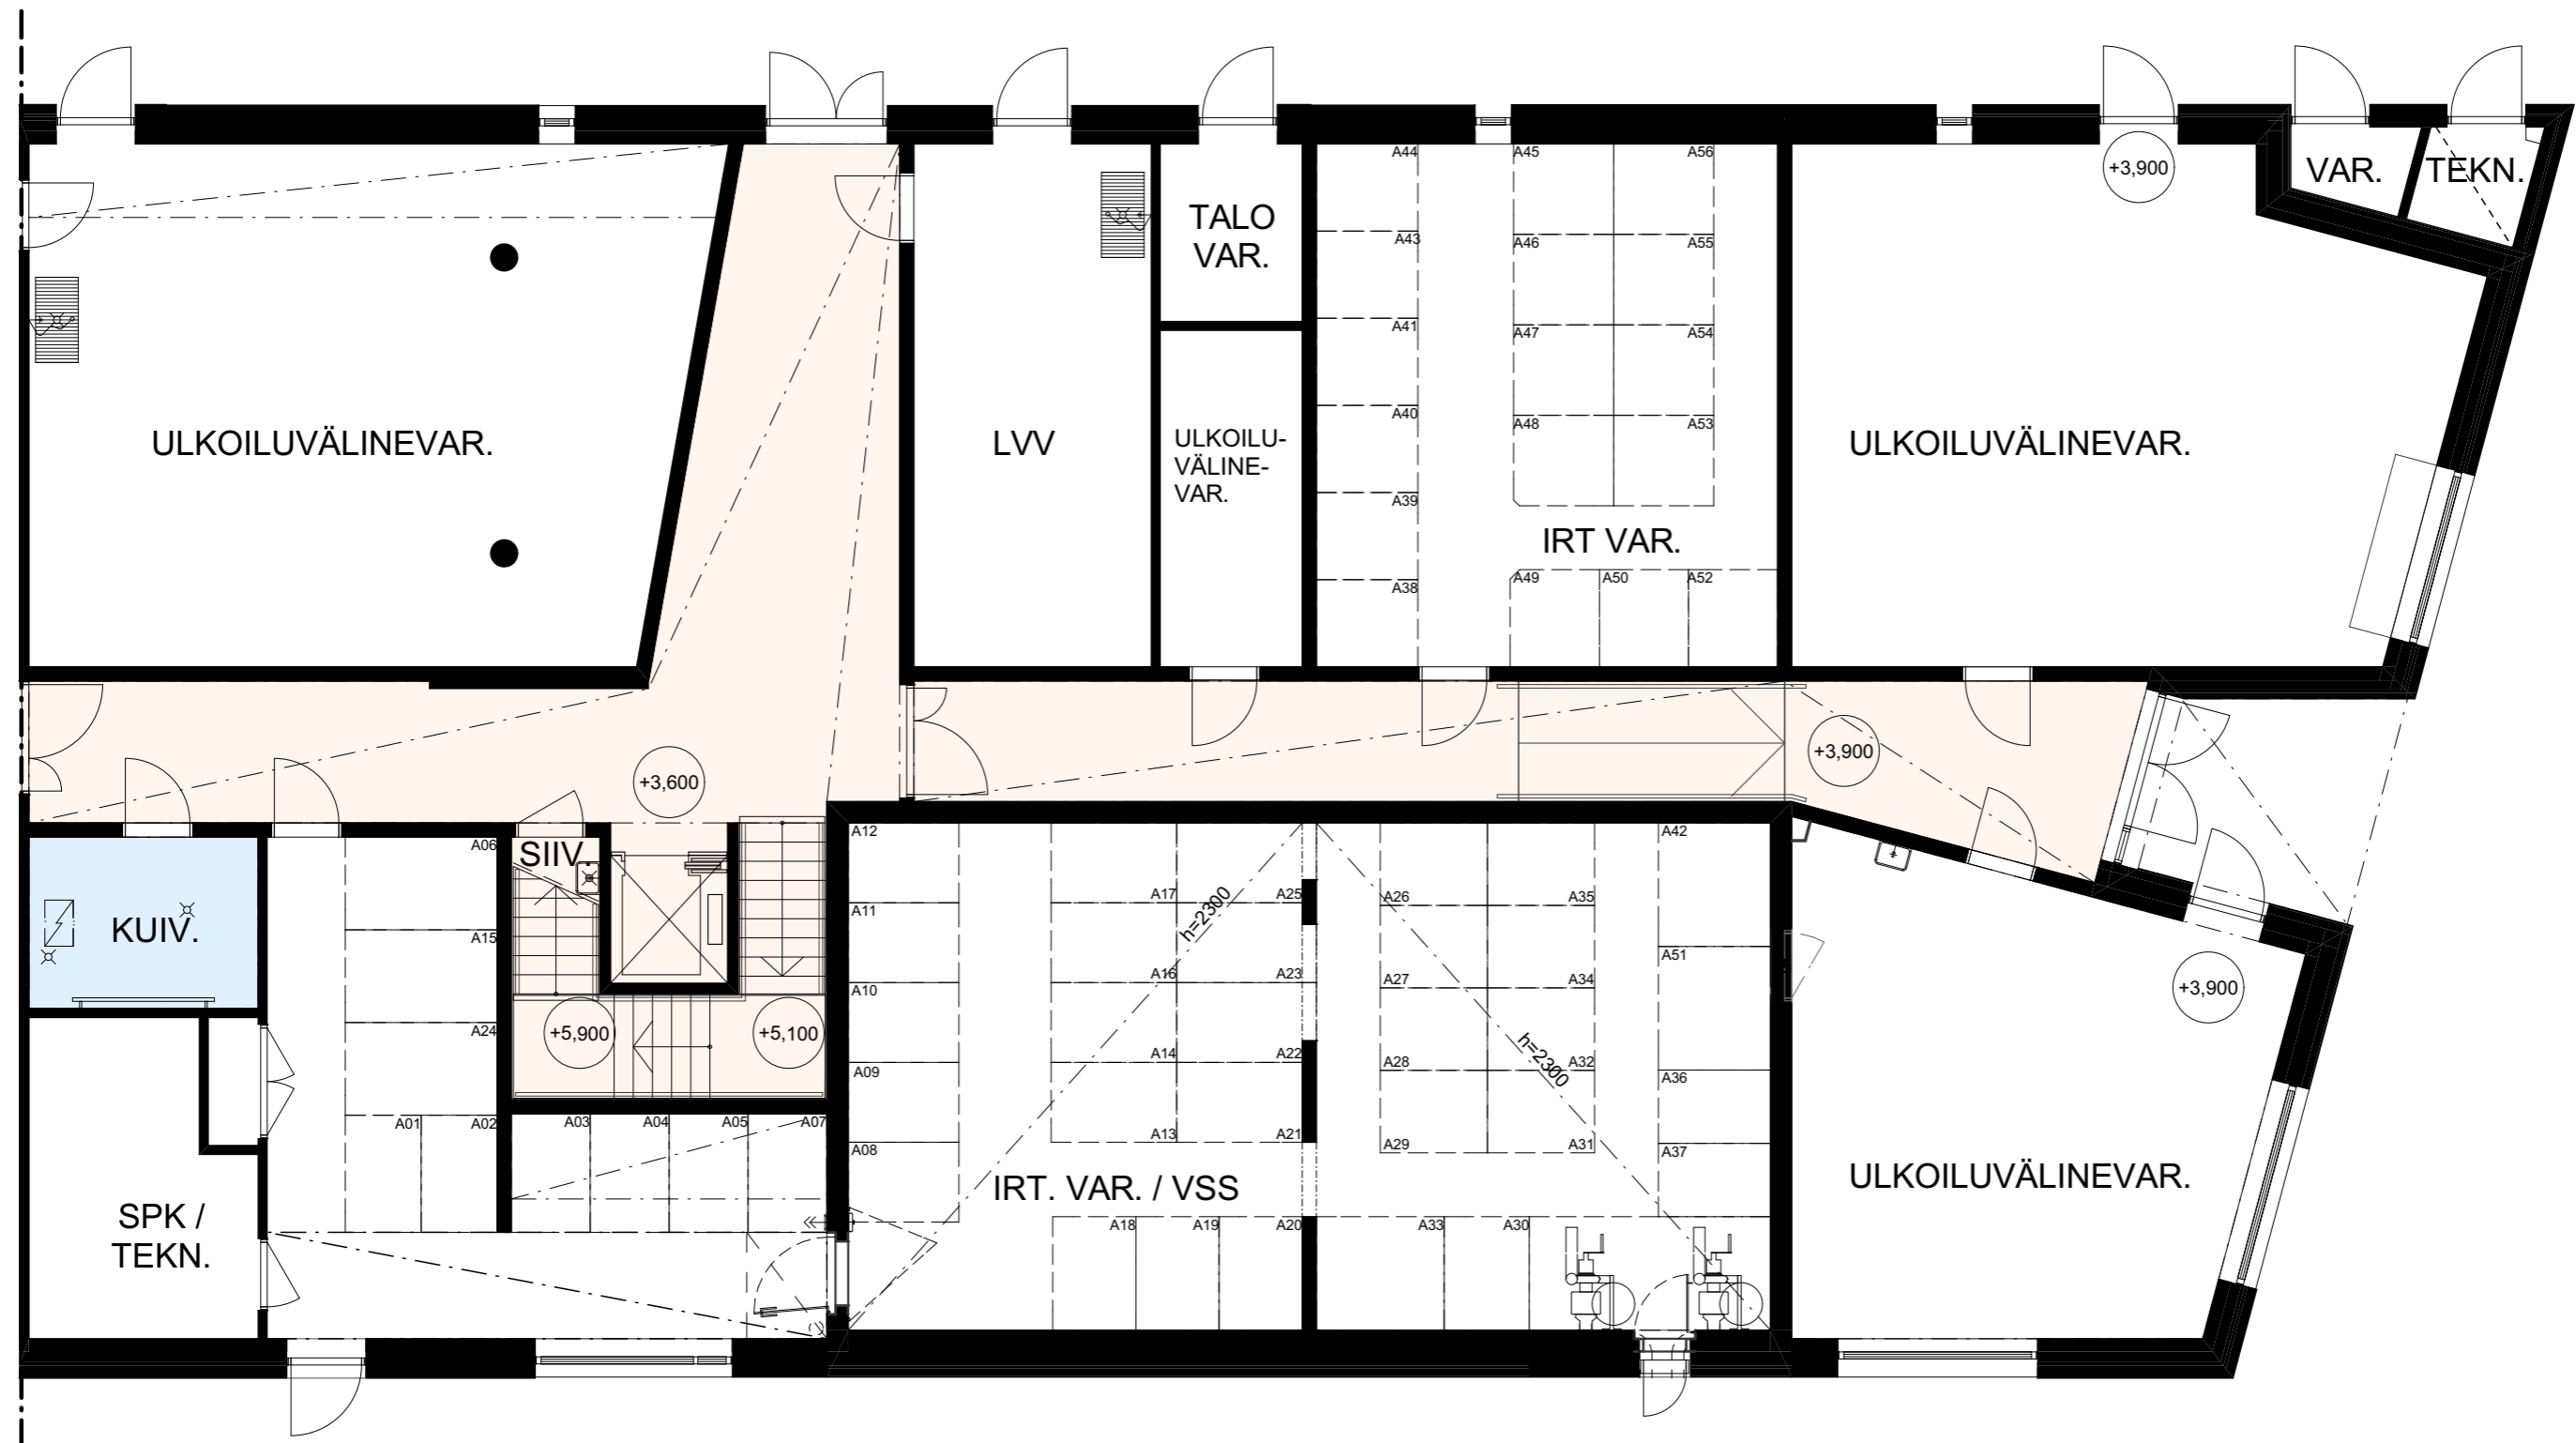 +3,900
VAR.
TEKN.
A44
A45
A56
TALO
VAR.
A43
A46
A55
A41
A47
A54
ULKOILUVÄLINEVAR.
LVV
ULKOILU-
VÄLINE-
VAR.
A40
A48
A53
ULKOILUVÄLINEVAR.
A39
IRT VAR.
A38
A49
A50
A52
+3,600
+3,900
A06
SIIV.
A12
A42
KUIV.
A15
A11
A17
A25
h=2300
A26
A35
A51
A10
A16
A23
A27
A34
+3,900
A24
+5,900
+5,100
A09
A14
A22
A28
A32
h=2300
A36
A01
A02
A03
A04
A05
A07
A08
A13
A21
A29
A31
A37
SPK /
TEKN.
IRT. VAR. / VSS
ULKOILUVÄLINEVAR.
A18
A19
A20
A33
A30